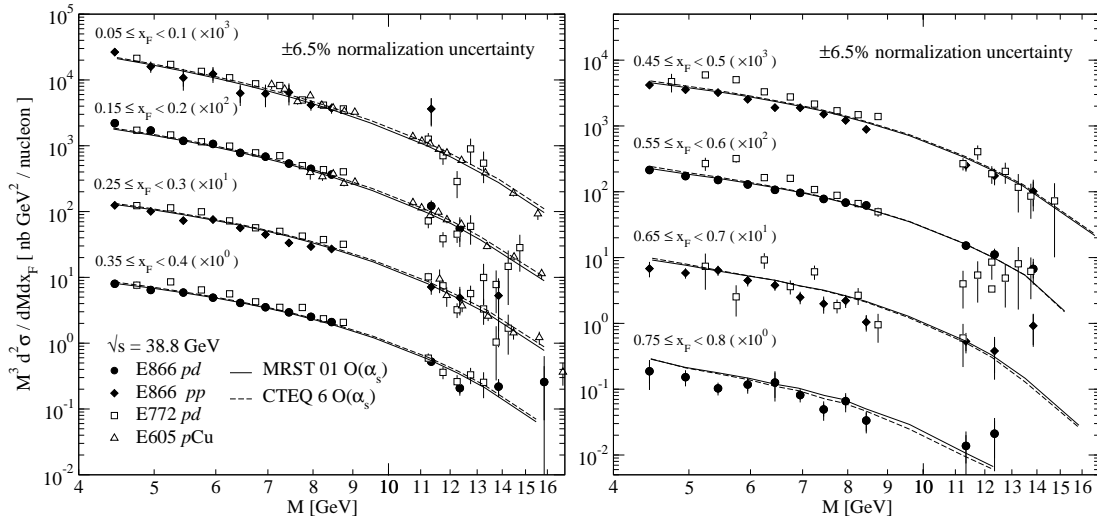 M³ d² σ / dMdx_F [ nb GeV² / nucleon ]
10⁵
10⁴
10³
10²
10¹
10⁰
10⁻¹
10⁻²
0.05 ≤ x_F < 0.1 (×10³)
±6.5% normalization uncertainty
0.15 ≤ x_F < 0.2 (×10²)
0.25 ≤ x_F < 0.3 (×10¹)
0.35 ≤ x_F < 0.4 (×10⁰)
√s = 38.8 GeV
E866 pd
E866 pp
E772 pd
E605 pCu
MRST 01 O(α_s)
CTEQ 6 O(α_s)
4 5 6 7 8 9 10 11 12 13 14 15 16
M [GeV]
10⁴
10³
10²
10¹
10⁰
10⁻¹
10⁻²
0.45 ≤ x_F < 0.5 (×10³)
±6.5% normalization uncertainty
0.55 ≤ x_F < 0.6 (×10²)
0.65 ≤ x_F < 0.7 (×10¹)
0.75 ≤ x_F < 0.8 (×10⁰)
4 5 6 7 8 9 10 11 12 13 14 15 16
M [GeV]